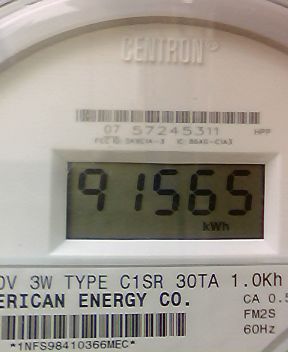 CENTRON®
07 57245311 HPP
91565
kWh
0V 3W TYPE C1SR 30TA 1.0Kh
ERICAN ENERGY CO.
CA 0.5
FM2S
60Hz
*1NFS98410366MEC*